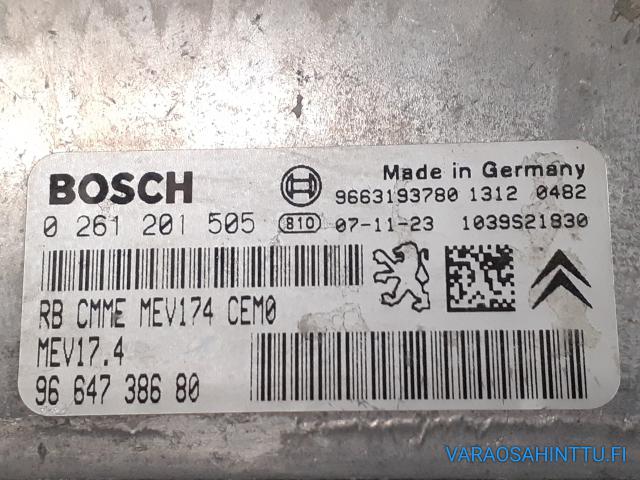 BOSCH
Made in Germany
9663193780 1312 0482
0 261 201 505 810 07-11-23 1039S21830
RB CMME MEV174 CEM0
MEV17.4
96 647 386 80
VARAOSAHINTTU.FI